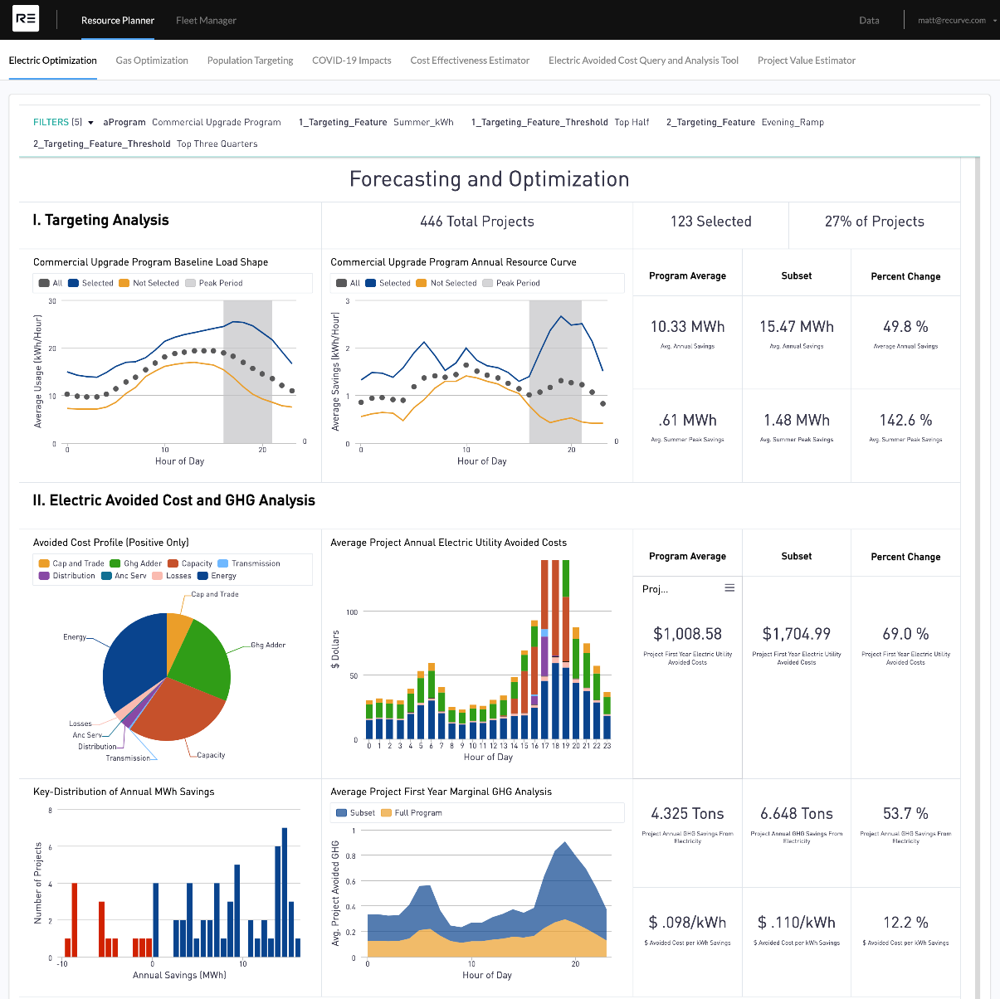 RE Resource Planner Fleet Manager Data matt@recurve.com
Electric Optimization Gas Optimization Population Targeting COVID-19 Impacts Cost Effectiveness Estimator Electric Avoided Cost Query and Analysis Tool Project Value Estimator
FILTERS (5) aProgram Commercial Upgrade Program 1_Targeting_Feature Summer_kWh 1_Targeting_Feature_Threshold Top Half 2_Targeting_Feature Evening_Ramp
2_Targeting_Feature_Threshold Top Three Quarters
Forecasting and Optimization
I. Targeting Analysis
446 Total Projects
123 Selected
27% of Projects
Commercial Upgrade Program Baseline Load Shape
All Selected Not Selected Peak Period
Average Usage (kWh/Hour)
30
20
10
0
0
0 10 20
Hour of Day
Commercial Upgrade Program Annual Resource Curve
All Selected Not Selected Peak Period
Average Savings (kWh/Hour)
3
2
1
0
0
0 10 20
Hour of Day
Program Average Subset Percent Change
10.33 MWh 15.47 MWh 49.8 %
Avg. Annual Savings Avg. Annual Savings Average Annual Savings
.61 MWh 1.48 MWh 142.6 %
Avg. Summer Peak Savings Avg. Summer Peak Savings Avg. Summer Peak Savings
II. Electric Avoided Cost and GHG Analysis
Avoided Cost Profile (Positive Only)
Cap and Trade Ghg Adder Capacity Transmission
Distribution Anc Serv Losses Energy
Cap and Trade
Energy
Ghg Adder
Losses
Anc Serv
Distribution
Transmission
Capacity
Average Project Annual Electric Utility Avoided Costs
$ Dollars
100
50
0
0 1 2 3 4 5 6 7 8 9 10 11 12 13 14 15 16 17 18 19 20 21 22 23
Hour of Day
Program Average Subset Percent Change
Proj...
$1,008.58 $1,704.99 69.0 %
Project First Year Electric Utility Project First Year Electric Utility Project First Year Electric Utility
Avoided Costs Avoided Costs Avoided Costs
Key-Distribution of Annual MWh Savings
Number of Projects
8
6
4
2
0
-10 0 10
Annual Savings (MWh)
Average Project First Year Marginal GHG Analysis
Subset Full Program
Avg. Project Avoided GHG
1
0.8
0.6
0.4
0.2
0
0 10 20
Hour of Day
4.325 Tons 6.648 Tons 53.7 %
Project Annual GHG Savings From Project Annual GHG Savings From Project Annual GHG Savings From
Electricity Electricity Electricity
$ .098/kWh $ .110/kWh 12.2 %
$ Avoided Cost per kWh Savings $ Avoided Cost per kWh Savings $ Avoided Cost per kWh Savings